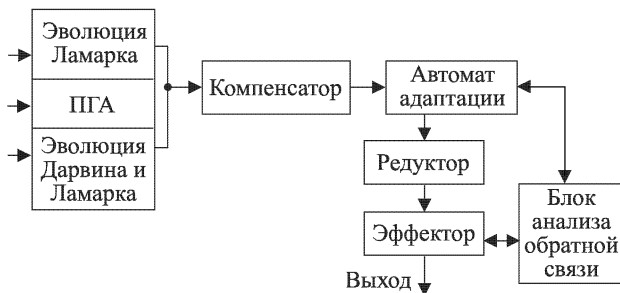 Эволюция
Ламарка
ПГА
Эволюция
Дарвина и
Ламарка
Компенсатор
Автомат
адаптации
Редуктор
Эффектор
Блок
анализа
обратной
связи
Выход